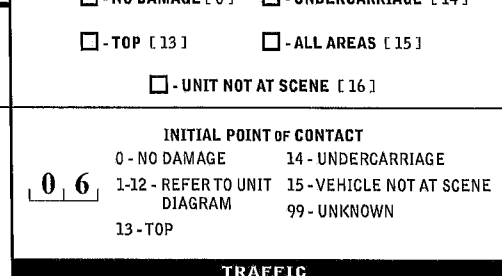 - NO DAMAGE [ 0 ] - UNDERCARRIAGE [ 14 ]
- TOP [ 13 ] - ALL AREAS [ 15 ]
- UNIT NOT AT SCENE [ 16 ]
INITIAL POINT OF CONTACT
0 - NO DAMAGE 14 - UNDERCARRIAGE
0 6 1-12 - REFER TO UNIT 15 - VEHICLE NOT AT SCENE
DIAGRAM 99 - UNKNOWN
13 - TOP
TRAFFIC